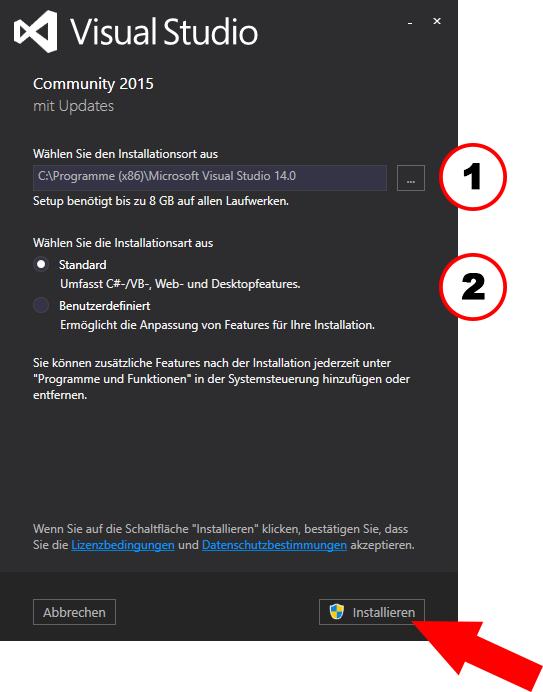 Visual Studio
Community 2015
mit Updates
Wählen Sie den Installationsort aus
C:\Programme (x86)\Microsoft Visual Studio 14.0
...
1
Setup benötigt bis zu 8 GB auf allen Laufwerken.
Wählen Sie die Installationsart aus
Standard
Umfasst C#-/VB-, Web- und Desktopfeatures.
2
Benutzerdefiniert
Ermöglicht die Anpassung von Features für Ihre Installation.
Sie können zusätzliche Features nach der Installation jederzeit unter
"Programme und Funktionen" in der Systemsteuerung hinzufügen oder
entfernen.
Wenn Sie auf die Schaltfläche "Installieren" klicken, bestätigen Sie, dass
Sie die Lizenzbedingungen und Datenschutzbestimmungen akzeptieren.
Abbrechen
Installieren